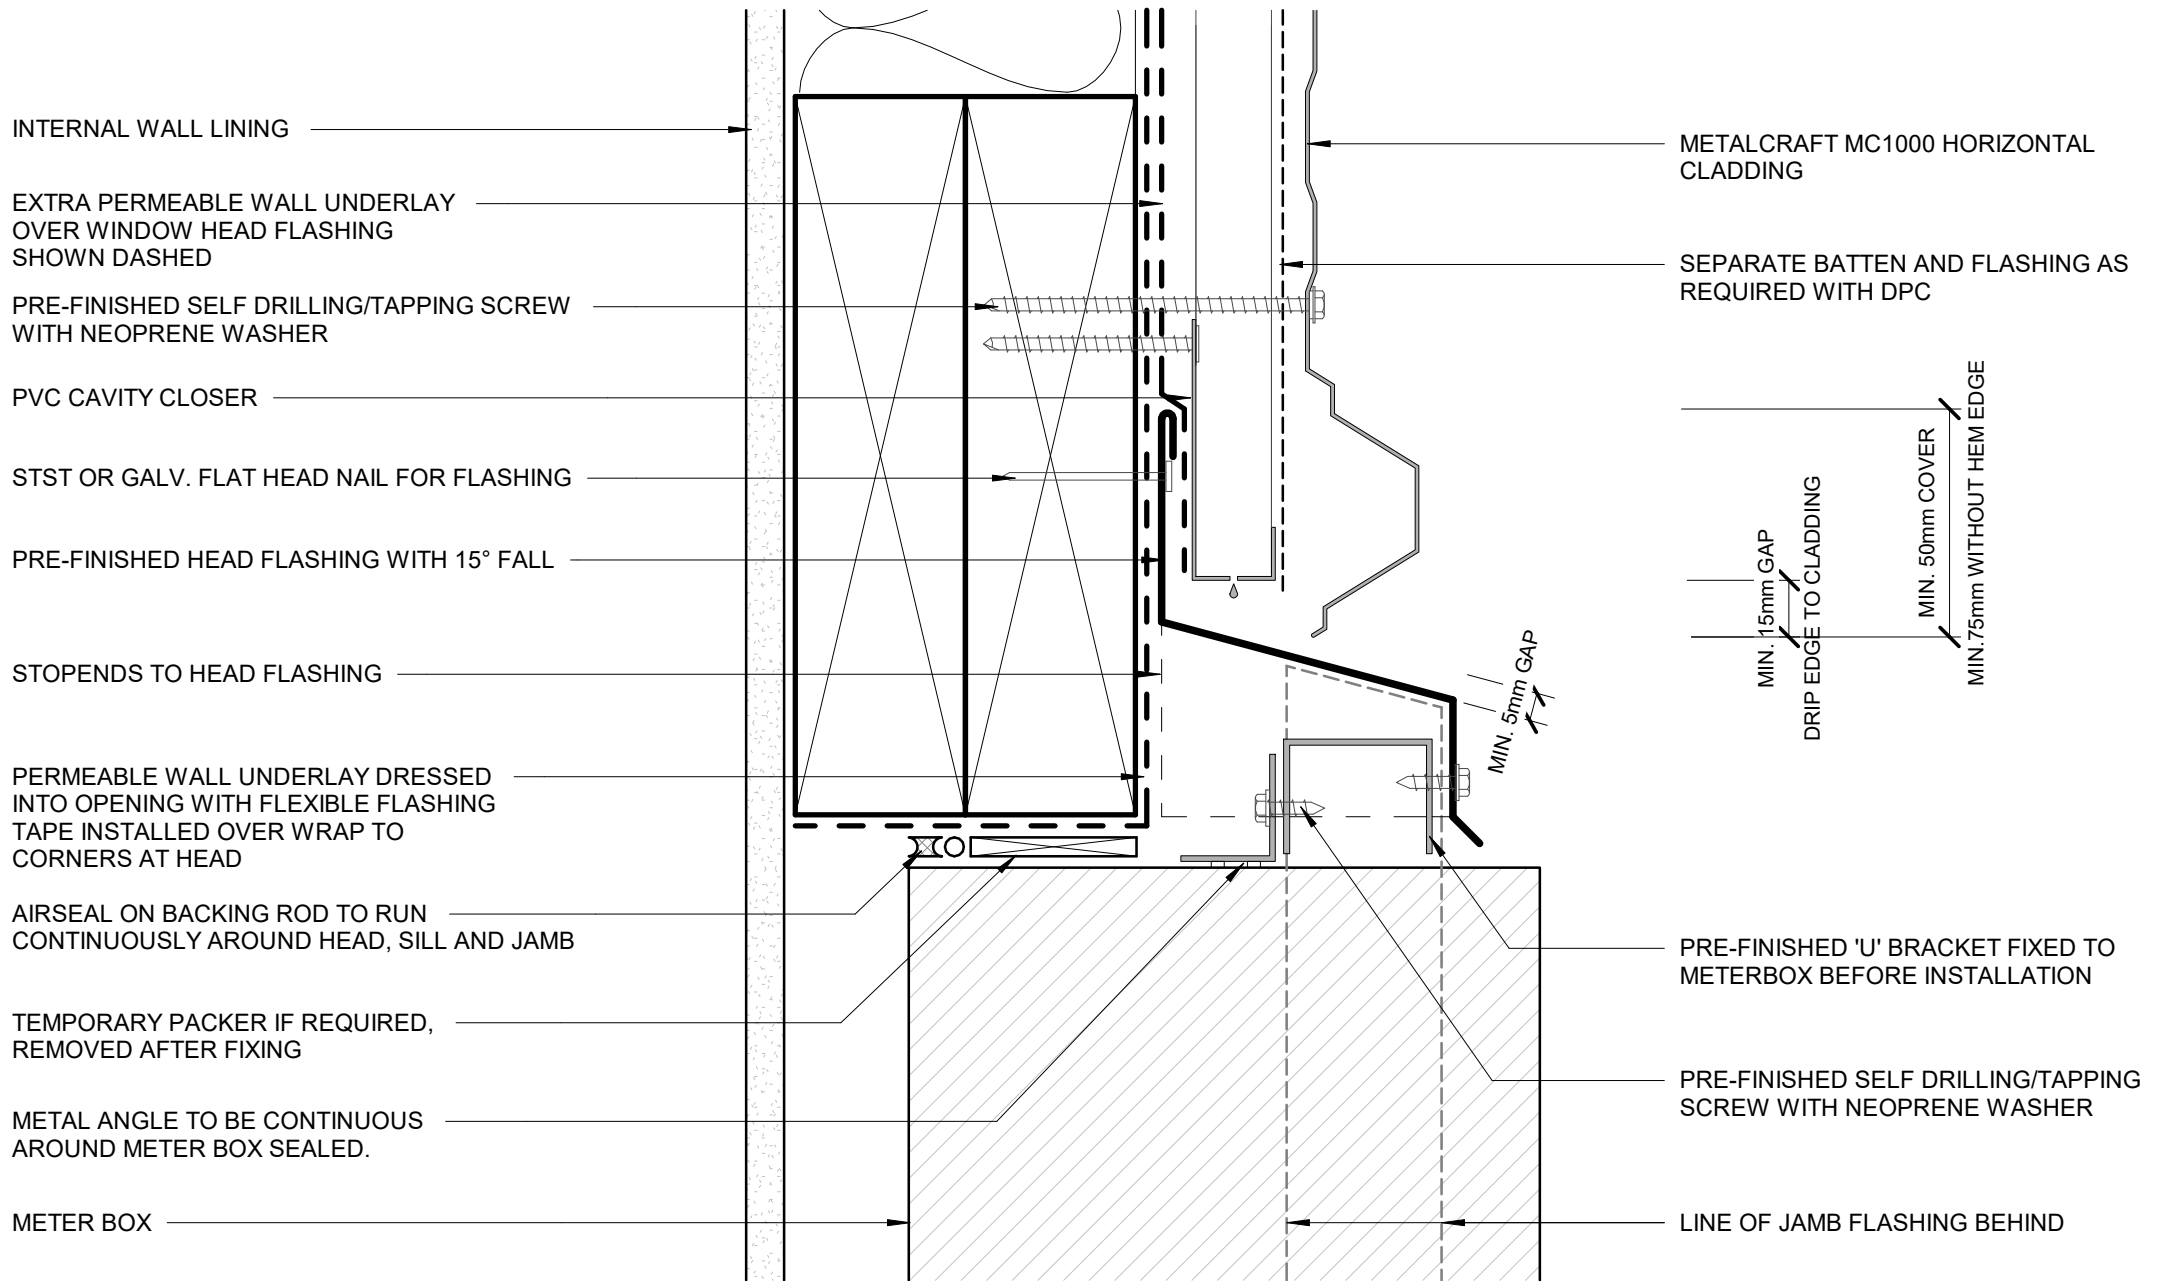 INTERNAL WALL LINING
EXTRA PERMEABLE WALL UNDERLAY
OVER WINDOW HEAD FLASHING
SHOWN DASHED
PRE-FINISHED SELF DRILLING/TAPPING SCREW
WITH NEOPRENE WASHER
PVC CAVITY CLOSER
STST OR GALV. FLAT HEAD NAIL FOR FLASHING
PRE-FINISHED HEAD FLASHING WITH 15° FALL
STOPENDS TO HEAD FLASHING
PERMEABLE WALL UNDERLAY DRESSED
INTO OPENING WITH FLEXIBLE FLASHING
TAPE INSTALLED OVER WRAP TO
CORNERS AT HEAD
AIRSEAL ON BACKING ROD TO RUN
CONTINUOUSLY AROUND HEAD, SILL AND JAMB
TEMPORARY PACKER IF REQUIRED,
REMOVED AFTER FIXING
METAL ANGLE TO BE CONTINUOUS
AROUND METER BOX SEALED.
METER BOX
METALCRAFT MC1000 HORIZONTAL
CLADDING
SEPARATE BATTEN AND FLASHING AS
REQUIRED WITH DPC
MIN. 5mm GAP
MIN. 15mm GAP
DRIP EDGE TO CLADDING
MIN. 50mm COVER
MIN.75mm WITHOUT HEM EDGE
PRE-FINISHED 'U' BRACKET FIXED TO
METERBOX BEFORE INSTALLATION
PRE-FINISHED SELF DRILLING/TAPPING
SCREW WITH NEOPRENE WASHER
LINE OF JAMB FLASHING BEHIND